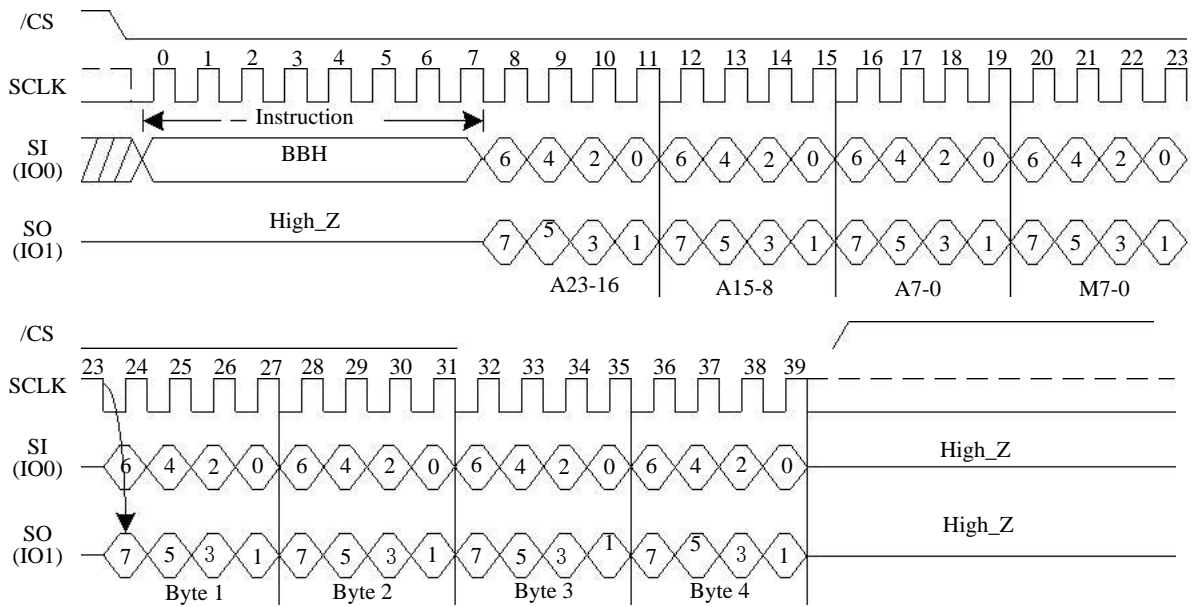 /CS
0 1 2 3 4 5 6 7 8 9 10 11 12 13 14 15 16 17 18 19 20 21 22 23
SCLK
Instruction
SI
(IO0)
BBH
6 4 2 0 6 4 2 0 6 4 2 0 6 4 2 0
SO
(IO1)
High_Z
7 5 3 1 7 5 3 1 7 5 3 1 7 5 3 1
A23-16 A15-8 A7-0 M7-0
/CS
23 24 25 26 27 28 29 30 31 32 33 34 35 36 37 38 39
SCLK
SI
(IO0)
6 4 2 0 6 4 2 0 6 4 2 0 6 4 2 0
High_Z
SO
(IO1)
7 5 3 1 7 5 3 1 7 5 3 1 7 5 3 1
High_Z
Byte 1 Byte 2 Byte 3 Byte 4